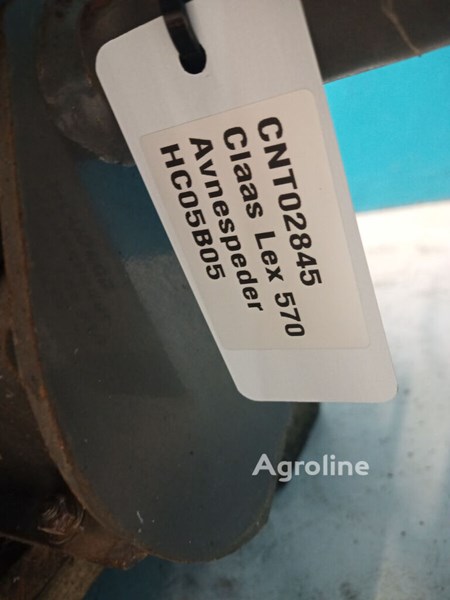 CNT02845
Claas Lex 570
Avnespeder
HC05B05
Agroline